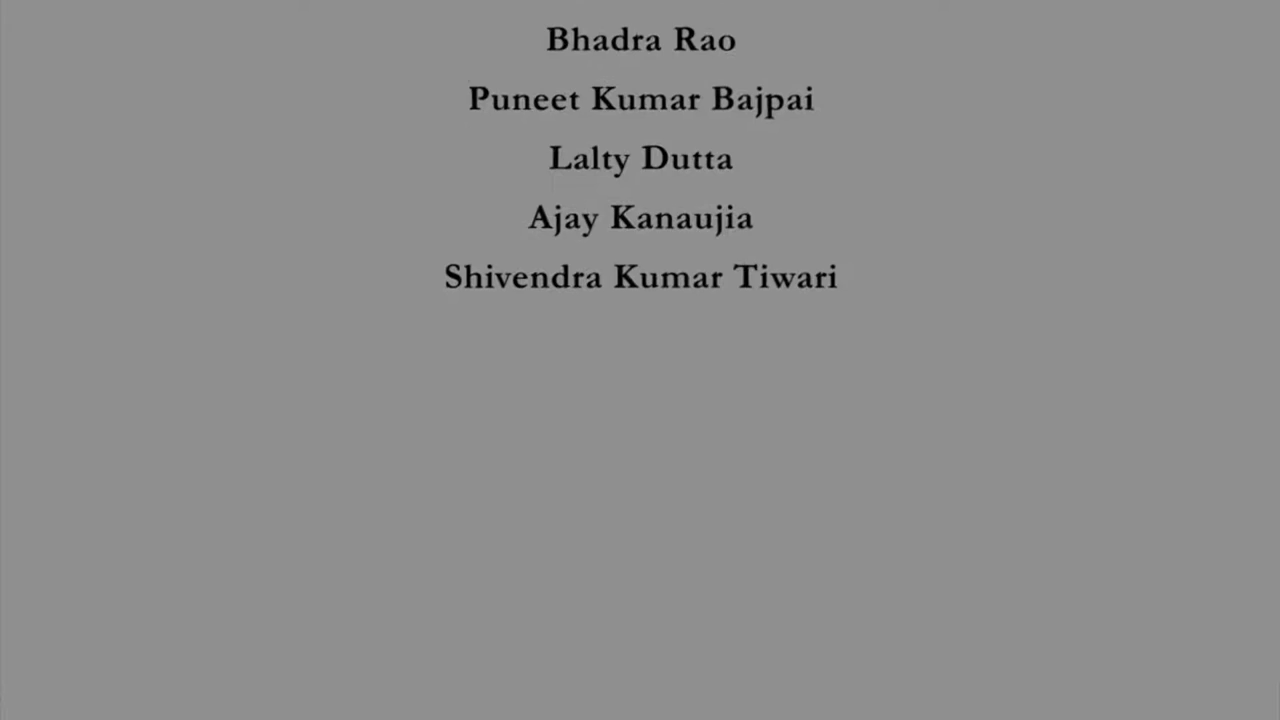 Bhadra Rao
Puneet Kumar Bajpai
Lalty Dutta
Ajay Kanaujia
Shivendra Kumar Tiwari